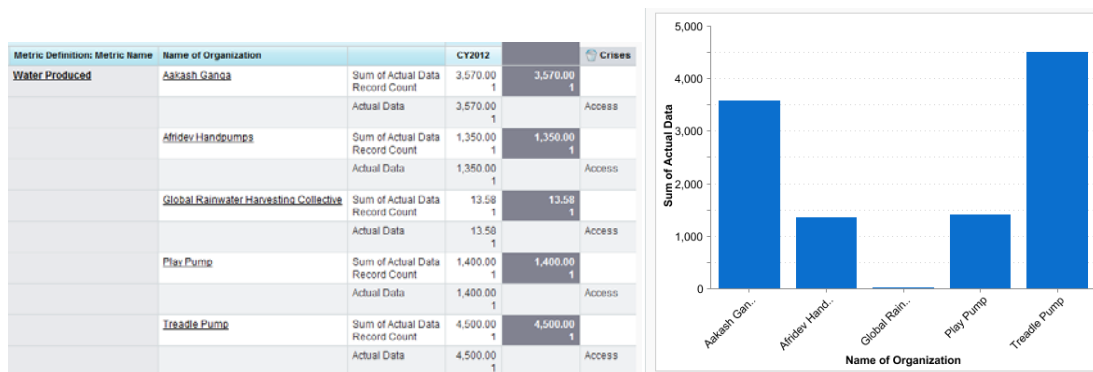 Metric Definition: Metric Name Name of Organization CY2012 Crises
Water Produced Aakash Ganga Sum of Actual Data 3,570.00 3,570.00
Record Count 1 1
Actual Data 3,570.00 Access
1
Afridev Handpumps Sum of Actual Data 1,350.00 1,350.00
Record Count 1 1
Actual Data 1,350.00 Access
1
Global Rainwater Harvesting Collective Sum of Actual Data 13.58 13.58
Record Count 1 1
Actual Data 13.58 Access
1
Play Pump Sum of Actual Data 1,400.00 1,400.00
Record Count 1 1
Actual Data 1,400.00 Access
1
Treadle Pump Sum of Actual Data 4,500.00 4,500.00
Record Count 1 1
Actual Data 4,500.00 Access
1
5,000
4,000
3,000
2,000
1,000
0
Sum of Actual Data
Aakash Gan..
Afridev Hand..
Global Rain..
Play Pump
Treadle Pump
Name of Organization